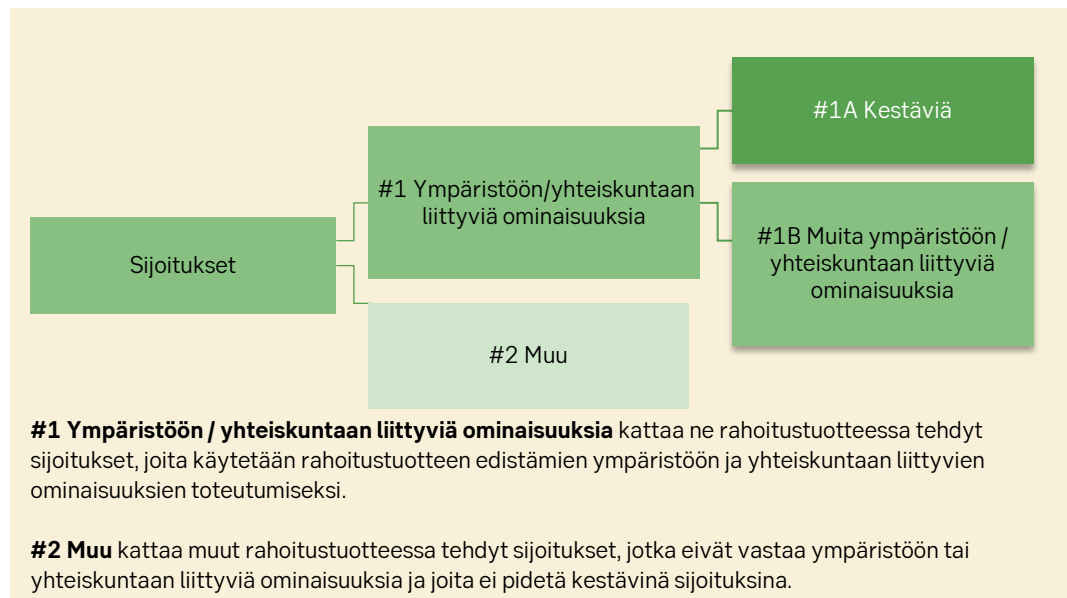 #1A Kestäviä
#1 Ympäristöön/yhteiskuntaan
liittyviä ominaisuuksia
#1B Muita ympäristöön /
yhteiskuntaan liittyviä
ominaisuuksia
Sijoitukset
#2 Muu
#1 Ympäristöön / yhteiskuntaan liittyviä ominaisuuksia kattaa ne rahoitustuotteessa tehdyt
sijoitukset, joita käytetään rahoitustuotteen edistämien ympäristöön ja yhteiskuntaan liittyvien
ominaisuuksien toteutumiseksi.
#2 Muu kattaa muut rahoitustuotteessa tehdyt sijoitukset, jotka eivät vastaa ympäristöön tai
yhteiskuntaan liittyviä ominaisuuksia ja joita ei pidetä kestävinä sijoituksina.